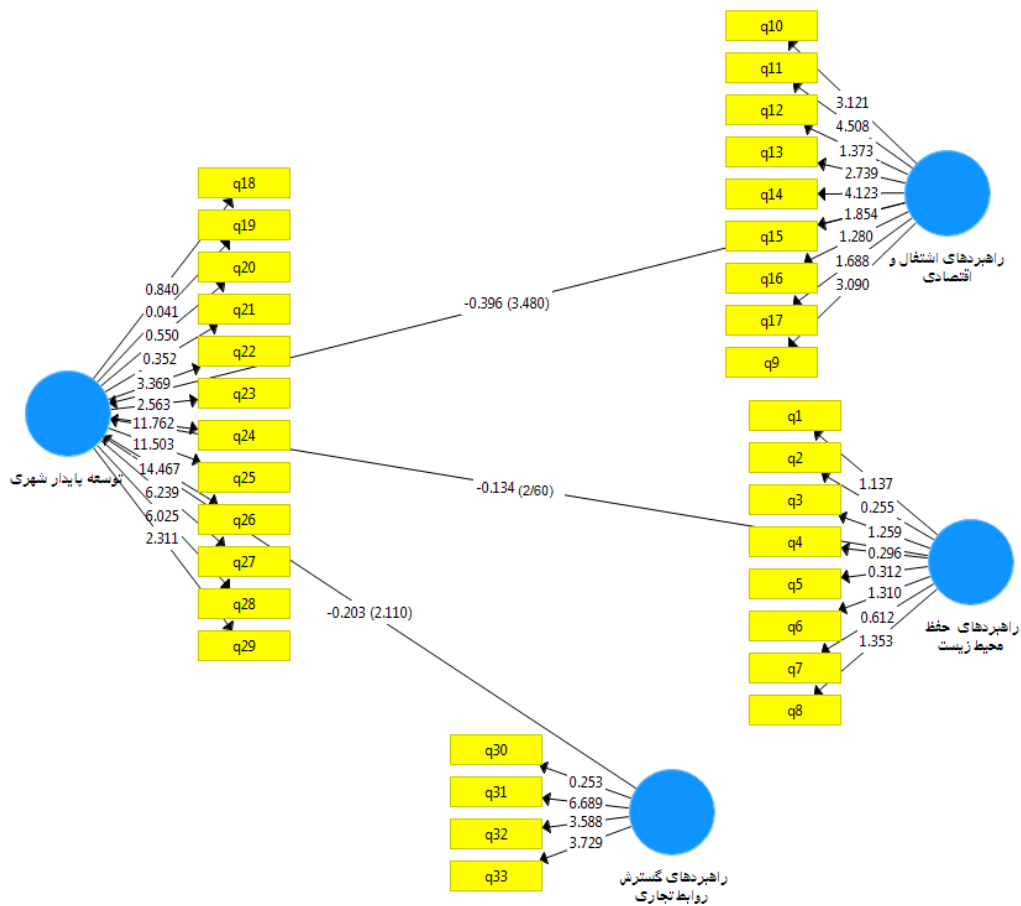 q10
q11
q12
q13
q14
q15
q16
q17
q9
3.121
4.508
1.373
2.739
4.123
1.854
1.280
1.688
3.090
راهبردهای اشتغال و
اقتصادی
q18
q19
q20
q21
q22
q23
q24
q25
q26
q27
q28
q29
0.840
0.041
0.550
0.352
3.369
2.563
11.762
11.503
14.467
6.239
6.025
2.311
توسعه پایدار شهری
-0.396 (3.480)
-0.134 (2/60)
-0.203 (2.110)
q1
q2
q3
q4
q5
q6
q7
q8
1.137
0.255
1.259
0.296
0.312
1.310
0.612
1.353
راهبردهای حفظ
محیط زیست
q30
q31
q32
q33
0.253
6.689
3.588
3.729
راهبردهای گسترش
روابط تجاری